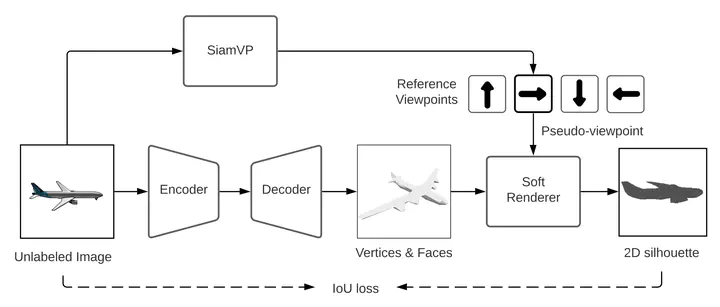 SiamVP
Reference
Viewpoints
Pseudo-viewpoint
Encoder
Decoder
Soft
Renderer
Unlabeled Image
Vertices & Faces
2D silhouette
IoU loss